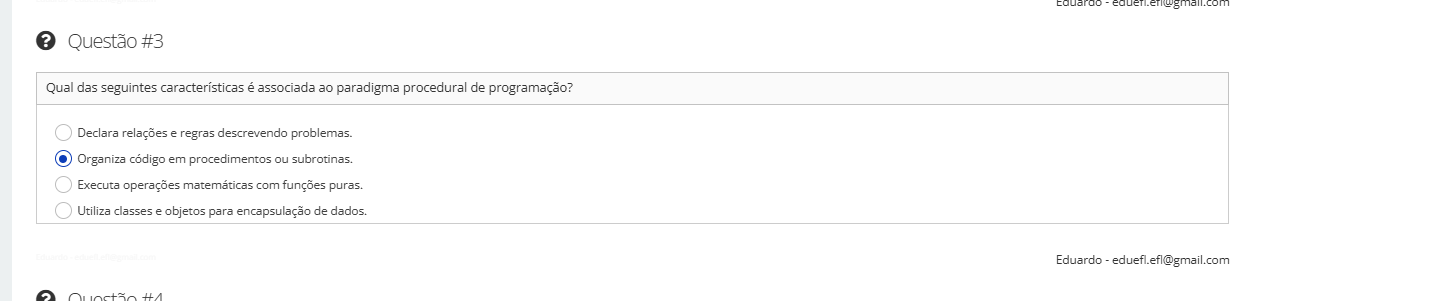 Eduardo - eduefl.efl@gmail.com
Questão #3
Qual das seguintes características é associada ao paradigma procedural de programação?
Declara relações e regras descrevendo problemas.
Organiza código em procedimentos ou subrotinas.
Executa operações matemáticas com funções puras.
Utiliza classes e objetos para encapsulação de dados.
Eduardo - eduefl.efl@gmail.com
Questão #4